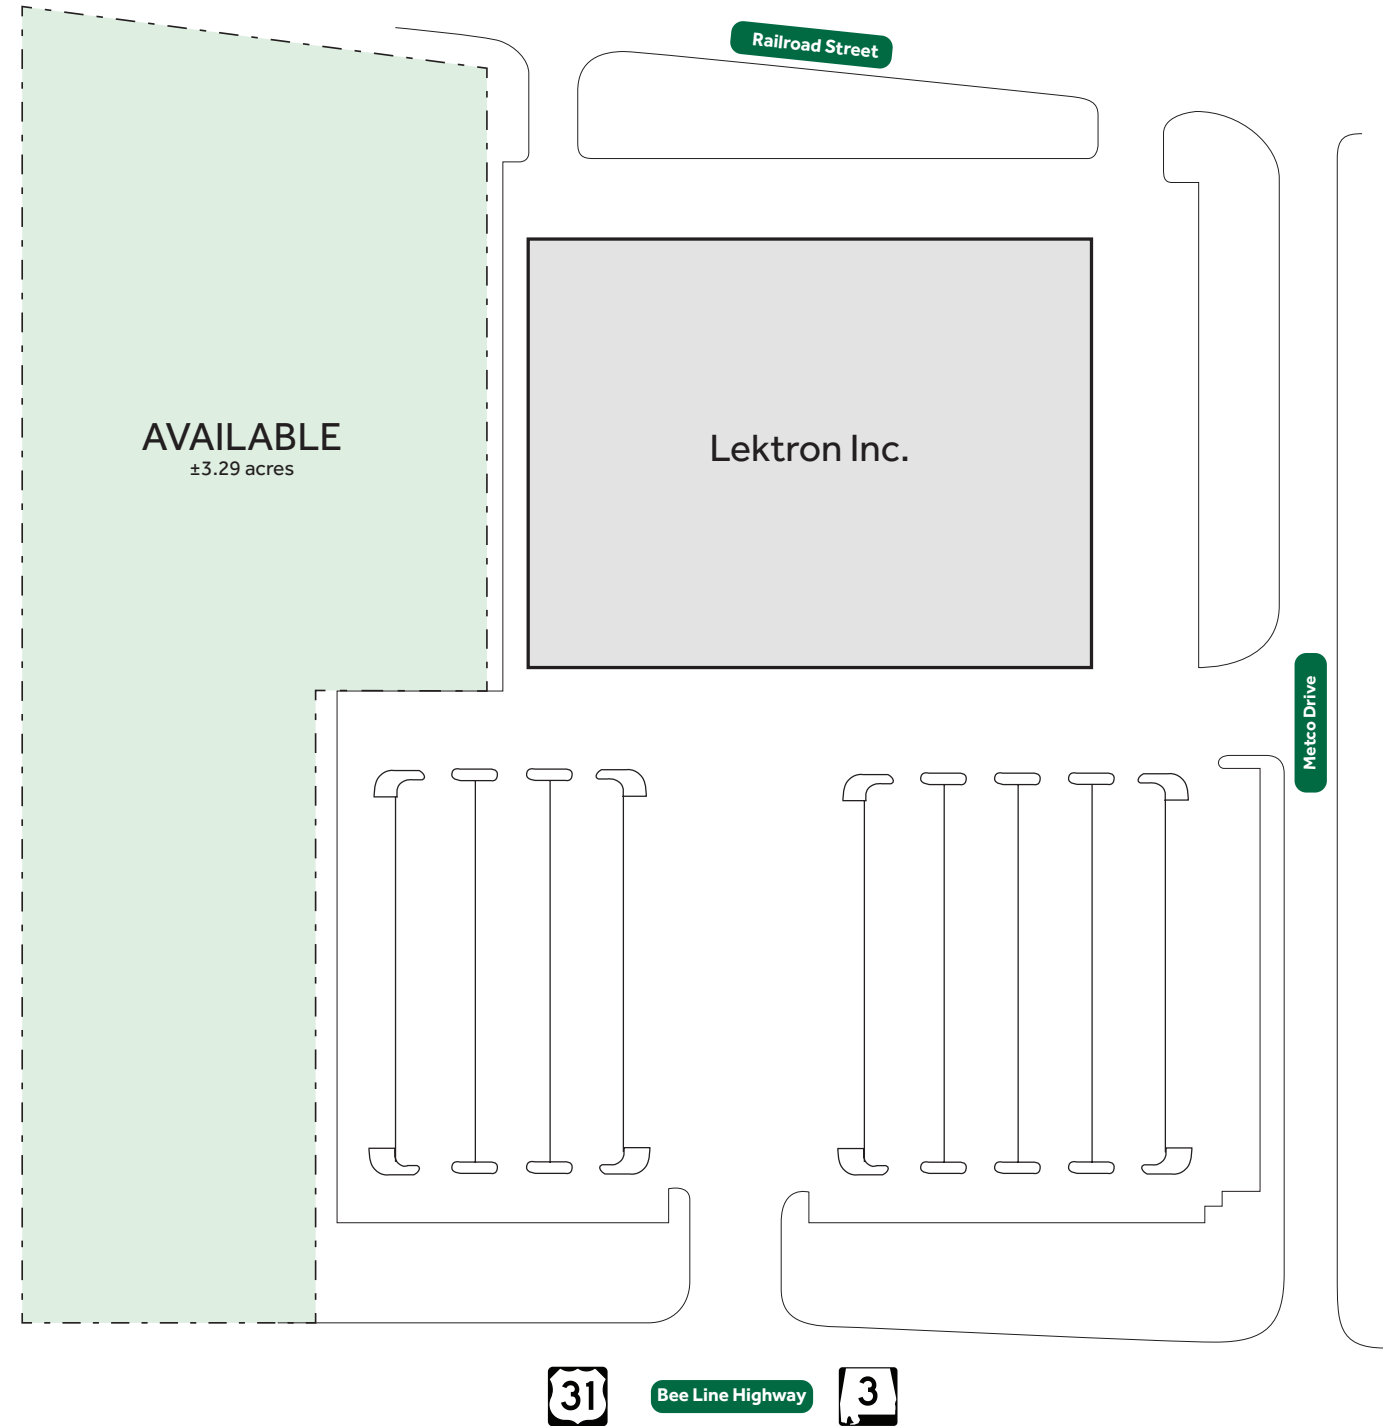 Railroad Street
AVAILABLE
±3.29 acres
Lektron Inc.
Metco Drive
31
Bee Line Highway
3